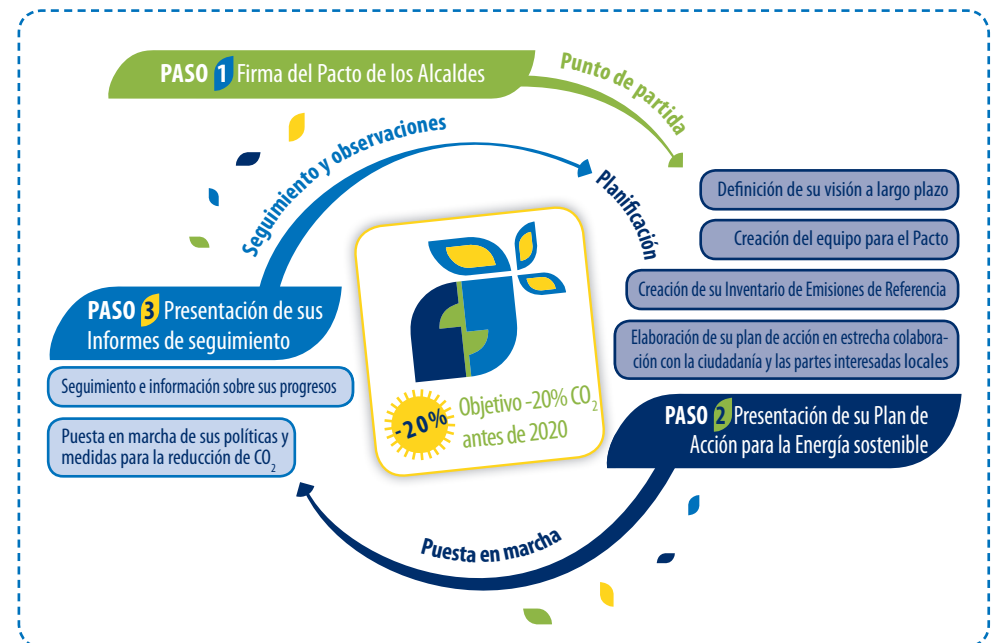 PASO 1 Firma del Pacto de los Alcaldes
Punto de partida
Seguimiento y observaciones
Planificación
Definición de su visión a largo plazo
Creación del equipo para el Pacto
Creación de su Inventario de Emisiones de Referencia
Elaboración de su plan de acción en estrecha colabora-
ción con la ciudadanía y las partes interesadas locales
PASO 2 Presentación de su Plan de
Acción para la Energía sostenible
PASO 3 Presentación de sus
Informes de seguimiento
Seguimiento e información sobre sus progresos
Puesta en marcha de sus políticas y
medidas para la reducción de CO₂
-20%
Objetivo -20% CO₂
antes de 2020
Puesta en marcha